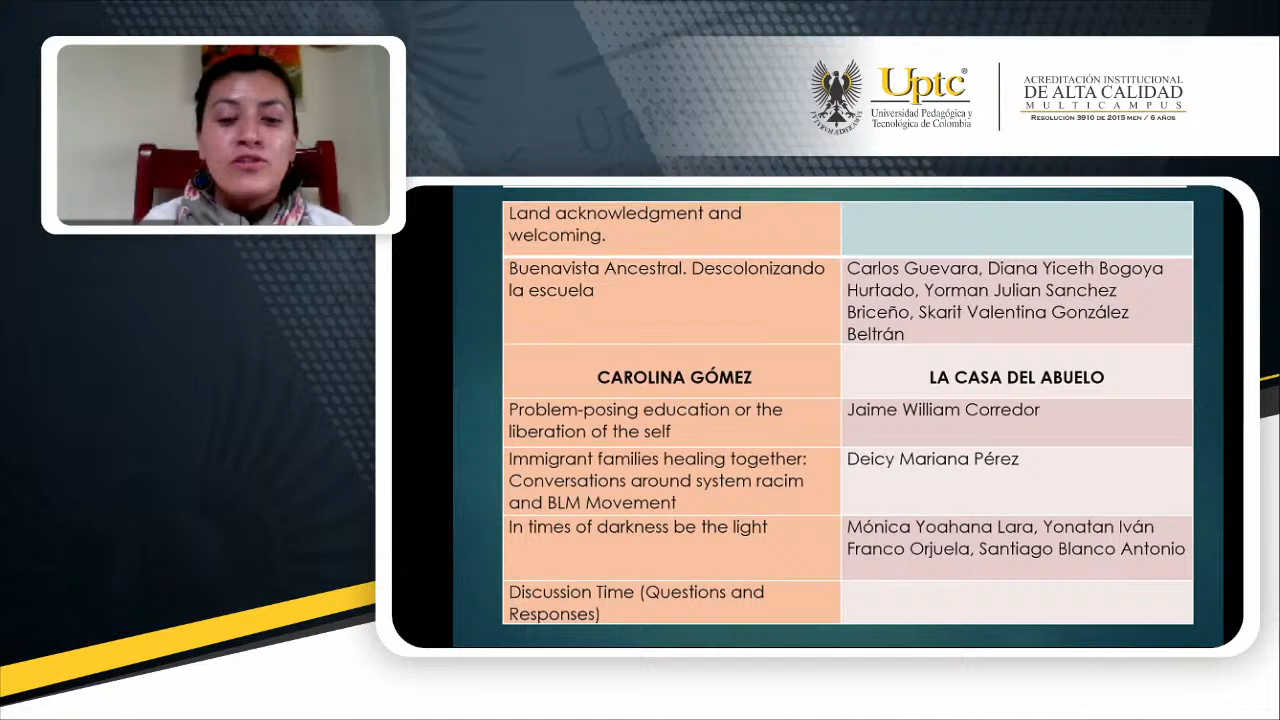 Uptc®
Universidad Pedagógica y
Tecnológica de Colombia
ACREDITACIÓN INSTITUCIONAL
DE ALTA CALIDAD
MULTICAMPUS
RESOLUCIÓN 3910 DE 2015 MEN / 6 AÑOS
Land acknowledgment and
welcoming.
Buenavista Ancestral. Descolonizando
la escuela
Carlos Guevara, Diana Yiceth Bogoya
Hurtado, Yorman Julian Sanchez
Briceño, Skarit Valentina González
Beltrán
CAROLINA GÓMEZ
LA CASA DEL ABUELO
Problem-posing education or the
liberation of the self
Jaime William Corredor
Immigrant families healing together:
Conversations around system racim
and BLM Movement
Deicy Mariana Pérez
In times of darkness be the light
Mónica Yoahana Lara, Yonatan Iván
Franco Orjuela, Santiago Blanco Antonio
Discussion Time (Questions and
Responses)